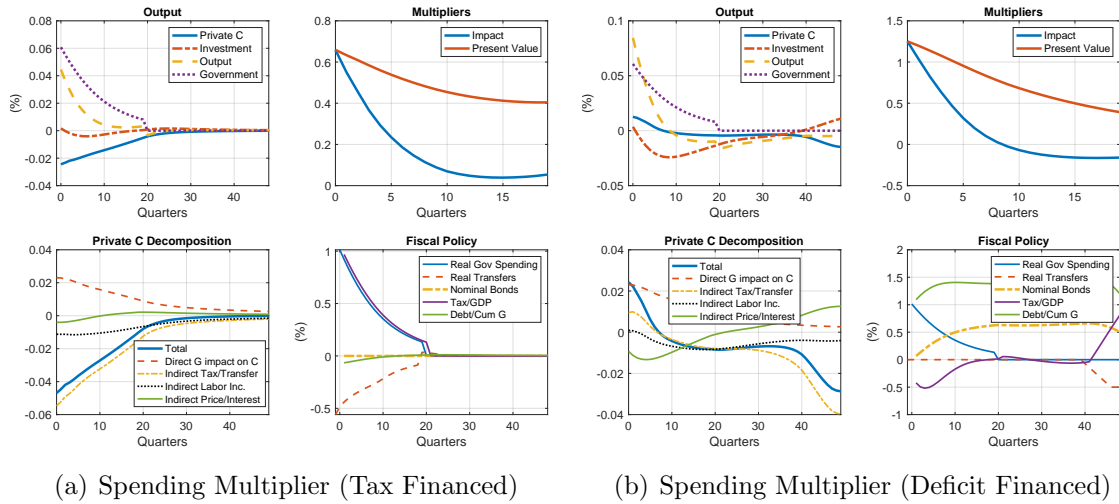 Output
Private C
Investment
Output
Government
0.08
0.06
0.04
0.02
0
-0.02
-0.04
(%)
0 10 20 30 40
Quarters
Multipliers
Impact
Present Value
0.8
0.6
0.4
0.2
0
0 5 10 15
Quarters
Private C Decomposition
Total
Direct G impact on C
Indirect Tax/Transfer
Indirect Labor Inc.
Indirect Price/Interest
0.04
0.02
0
-0.02
-0.04
-0.06
0 10 20 30 40
Quarters
Fiscal Policy
Real Gov Spending
Real Transfers
Nominal Bonds
Tax/GDP
Debt/Cum G
1
0.5
0
-0.5
(%)
0 10 20 30 40
Quarters
(a) Spending Multiplier (Tax Financed)
Output
Private C
Investment
Output
Government
0.1
0.05
0
-0.05
(%)
0 10 20 30 40
Quarters
Multipliers
Impact
Present Value
1.5
1
0.5
0
-0.5
0 5 10 15
Quarters
Private C Decomposition
Total
Direct G impact on C
Indirect Tax/Transfer
Indirect Labor Inc.
Indirect Price/Interest
0.04
0.02
0
-0.02
-0.04
0 10 20 30 40
Quarters
Fiscal Policy
Real Gov Spending
Real Transfers
Nominal Bonds
Tax/GDP
Debt/Cum G
2
1.5
1
0.5
0
-0.5
-1
(%)
0 10 20 30 40
Quarters
(b) Spending Multiplier (Deficit Financed)